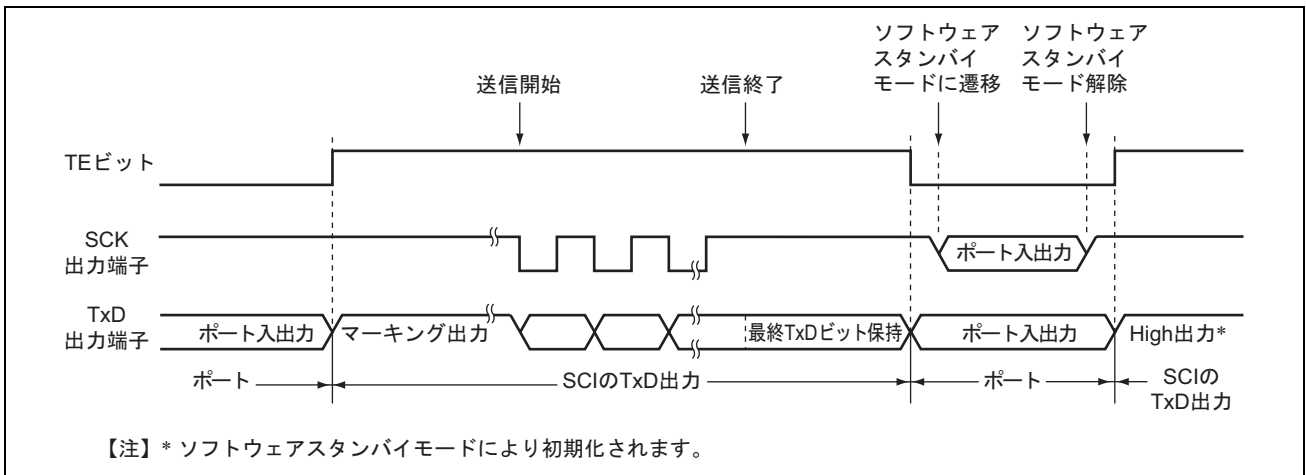 ソフトウェア
スタンバイ
モードに遷移
ソフトウェア
スタンバイ
モード解除
送信開始
送信終了
TEビット
SCK
出力端子
ポート入出力
TxD
出力端子
ポート入出力
マーキング出力
最終TxDビット保持
ポート入出力
High出力*
ポート
SCIのTxD出力
ポート
SCIの
TxD出力
【注】* ソフトウェアスタンバイモードにより初期化されます。